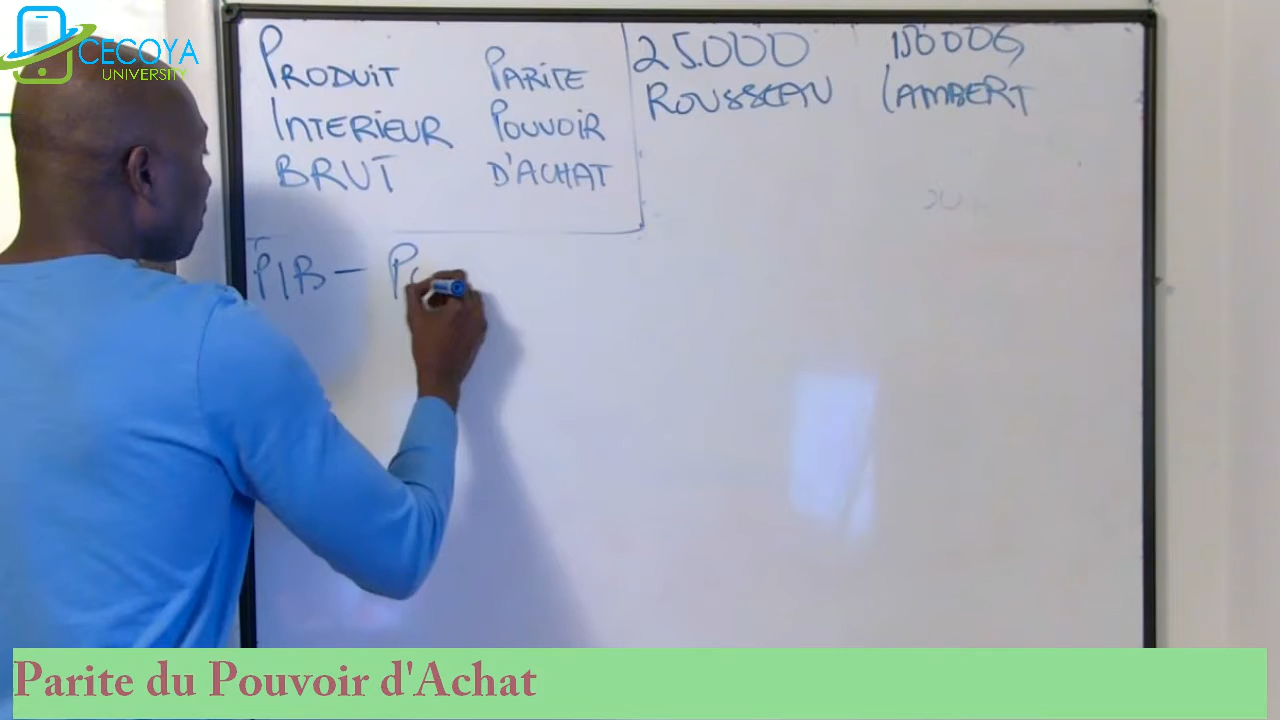 CECOYA
UNIVERSITY
PRODUIT
INTERIEUR
BRUT
PARITE
POUVOIR
D'ACHAT
25.000
ROUSSEAU
LAMBERT
PIB - P
Parite du Pouvoir d'Achat